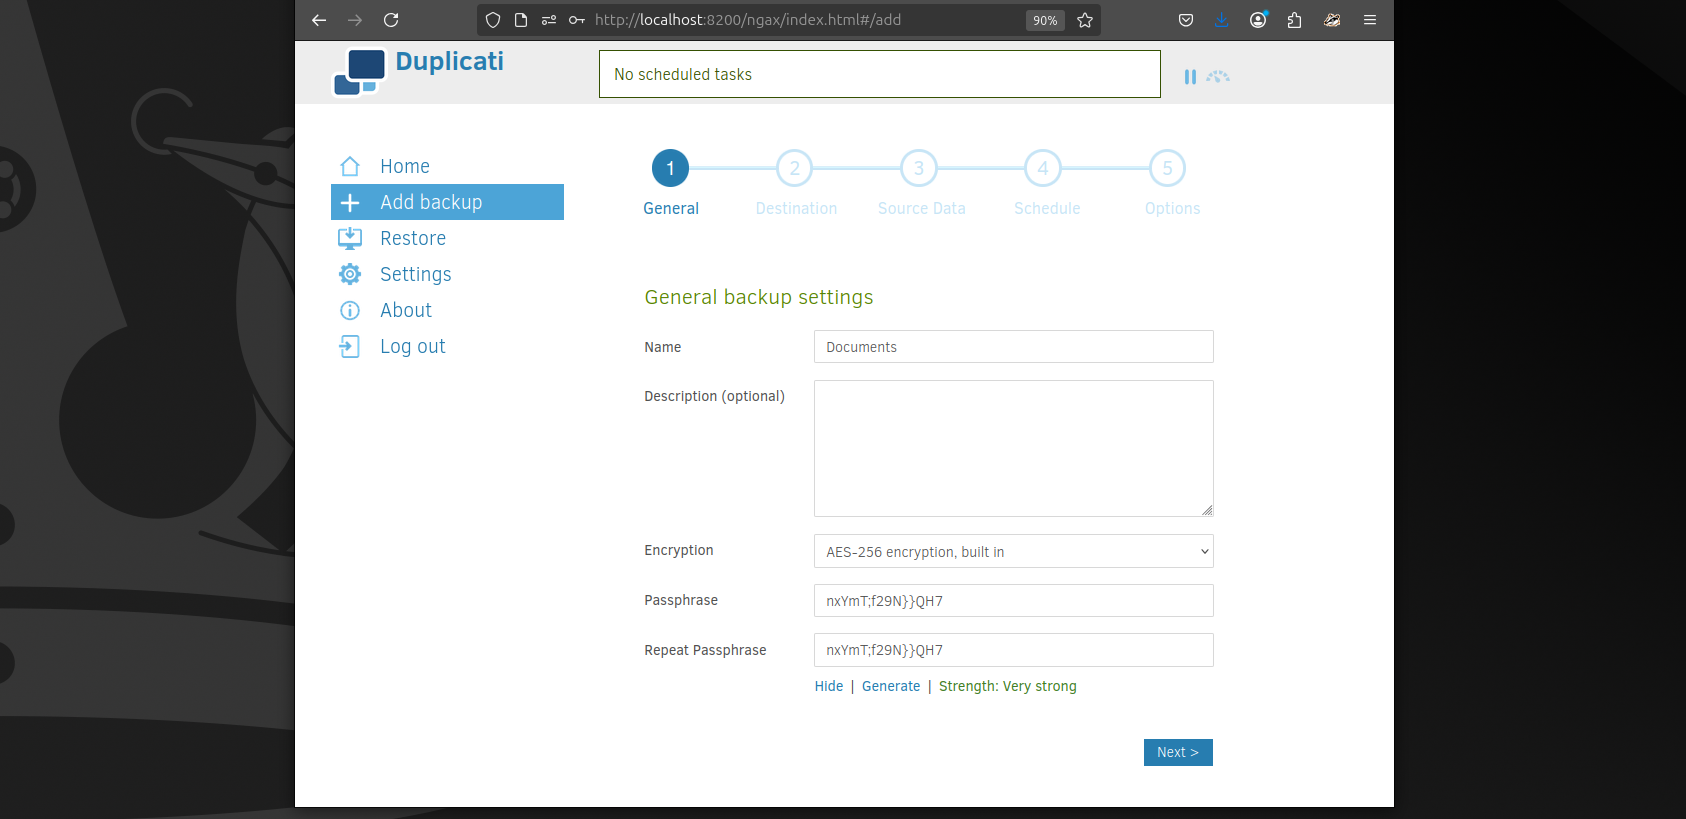 http://localhost:8200/ngax/index.html#/add
90%
Duplicati
No scheduled tasks
Home
Add backup
Restore
Settings
About
Log out
1 2 3 4 5
General Destination Source Data Schedule Options
General backup settings
Name Documents
Description (optional)
Encryption AES-256 encryption, built in
Passphrase nxYmT;f29N}}QH7
Repeat Passphrase nxYmT;f29N}}QH7
Hide | Generate | Strength: Very strong
Next >